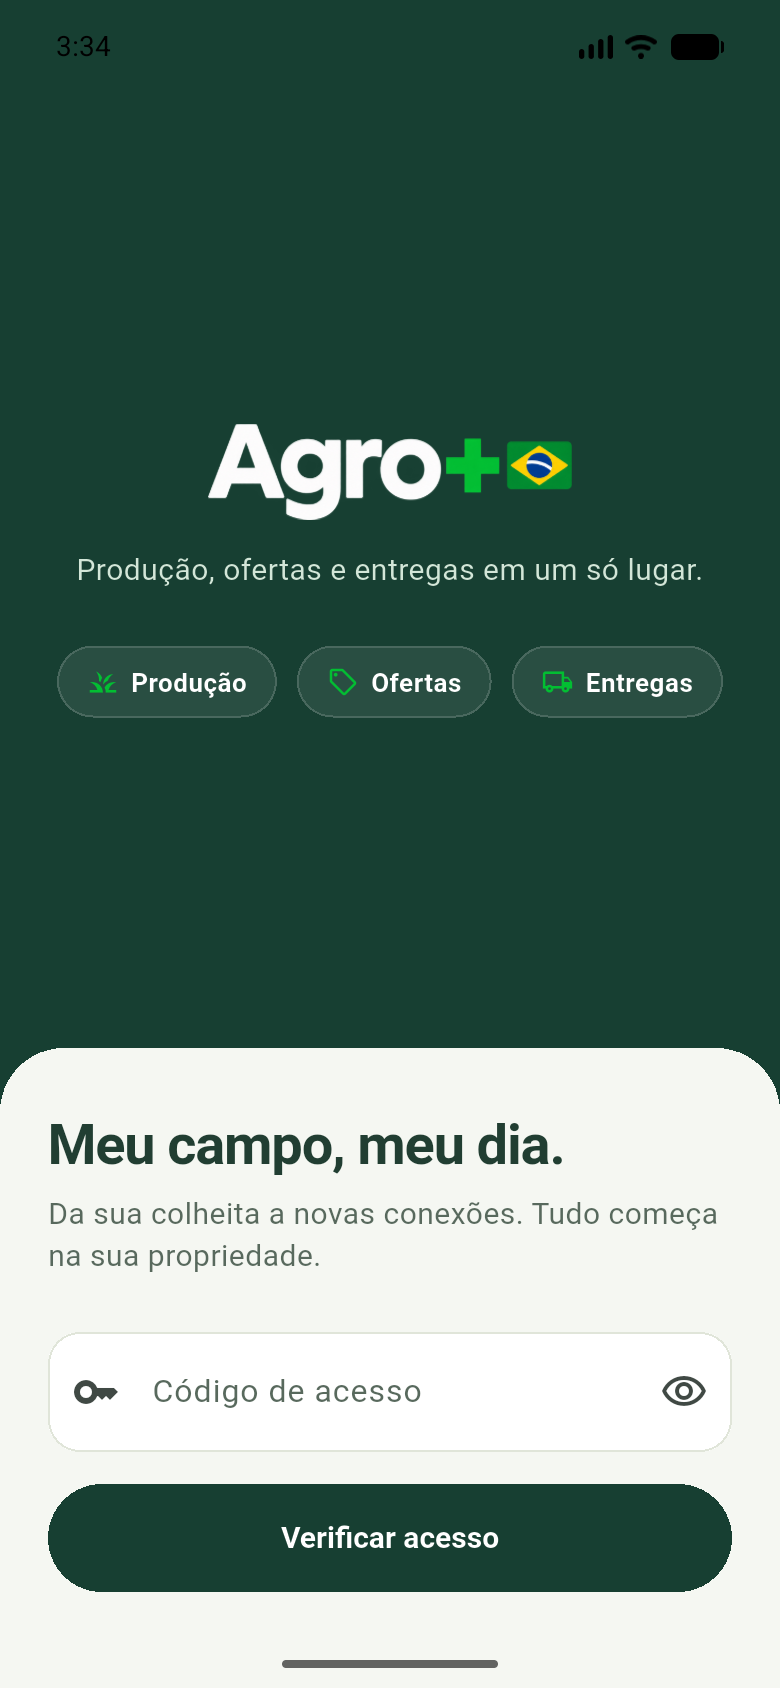 3:34
Agro+
Produção, ofertas e entregas em um só lugar.
Produção
Ofertas
Entregas
Meu campo, meu dia.
Da sua colheita a novas conexões. Tudo começa
na sua propriedade.
Código de acesso
Verificar acesso